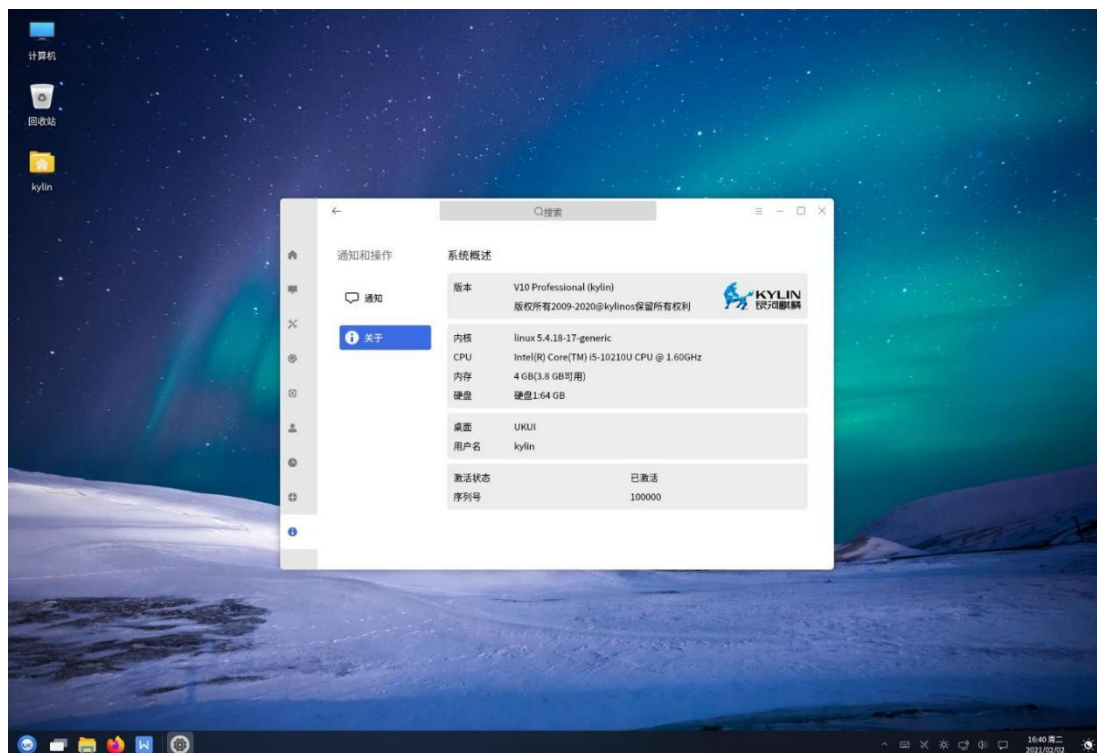 计算机
回收站
kylin
搜索
通知和操作
通知
关于
系统概述
版本 V10 Professional (kylin)
版权所有2009-2020@kylinos保留所有权利
KYLIN
银河麒麟
内核 linux 5.4.18-17-generic
CPU Intel(R) Core(TM) i5-10210U CPU @ 1.60GHz
内存 4 GB(3.8 GB可用)
硬盘 硬盘1:64 GB
桌面 UKUI
用户名 kylin
激活状态 已激活
序列号 100000
16:40 周二
2021/02/02